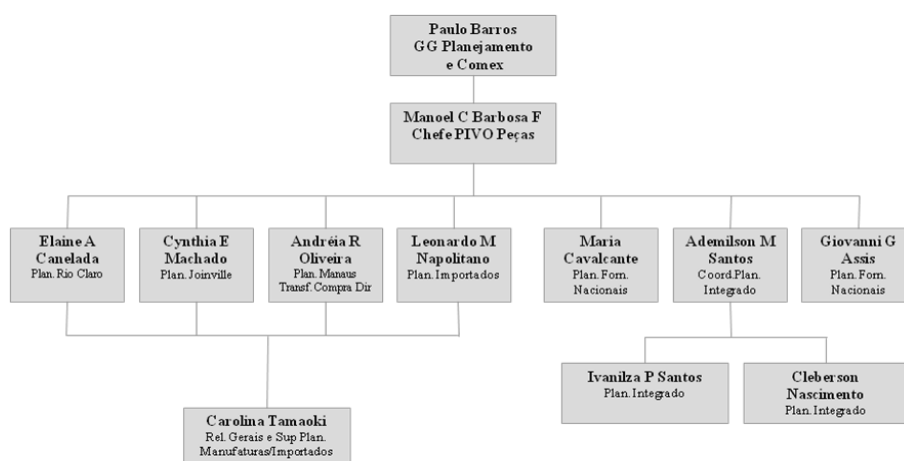 Paulo Barros
GG Planejamento
e Comex
Manoel C Barbosa F
Chefe PIVO Peças
Elaine A
Canelada
Plan. Rio Claro
Cynthia E
Machado
Plan. Joinville
Andréia R
Oliveira
Plan. Manaus
Transf. Compra Dir
Leonardo M
Napolitano
Plan. Importados
Maria
Cavalcante
Plan. Forn.
Nacionais
Ademilson M
Santos
Coord.Plan.
Integrado
Giovanni G
Assis
Plan. Forn.
Nacionais
Ivanilza P Santos
Plan. Integrado
Cleberson
Nascimento
Plan. Integrado
Carolina Tamaoki
Rel. Gerais e Sup Plan.
Manufaturas/Importados